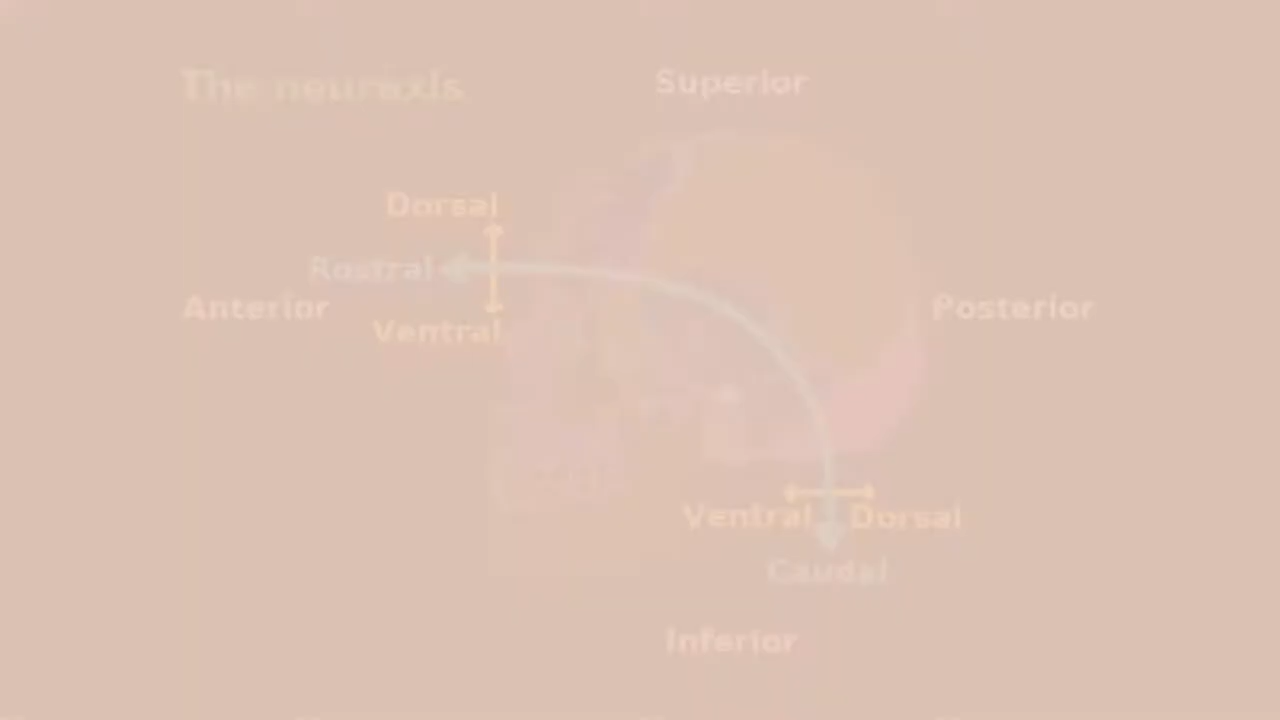 The neuraxis
Superior
Dorsal
Rostral
Anterior
Posterior
Ventral
Ventral
Dorsal
Caudal
Inferior